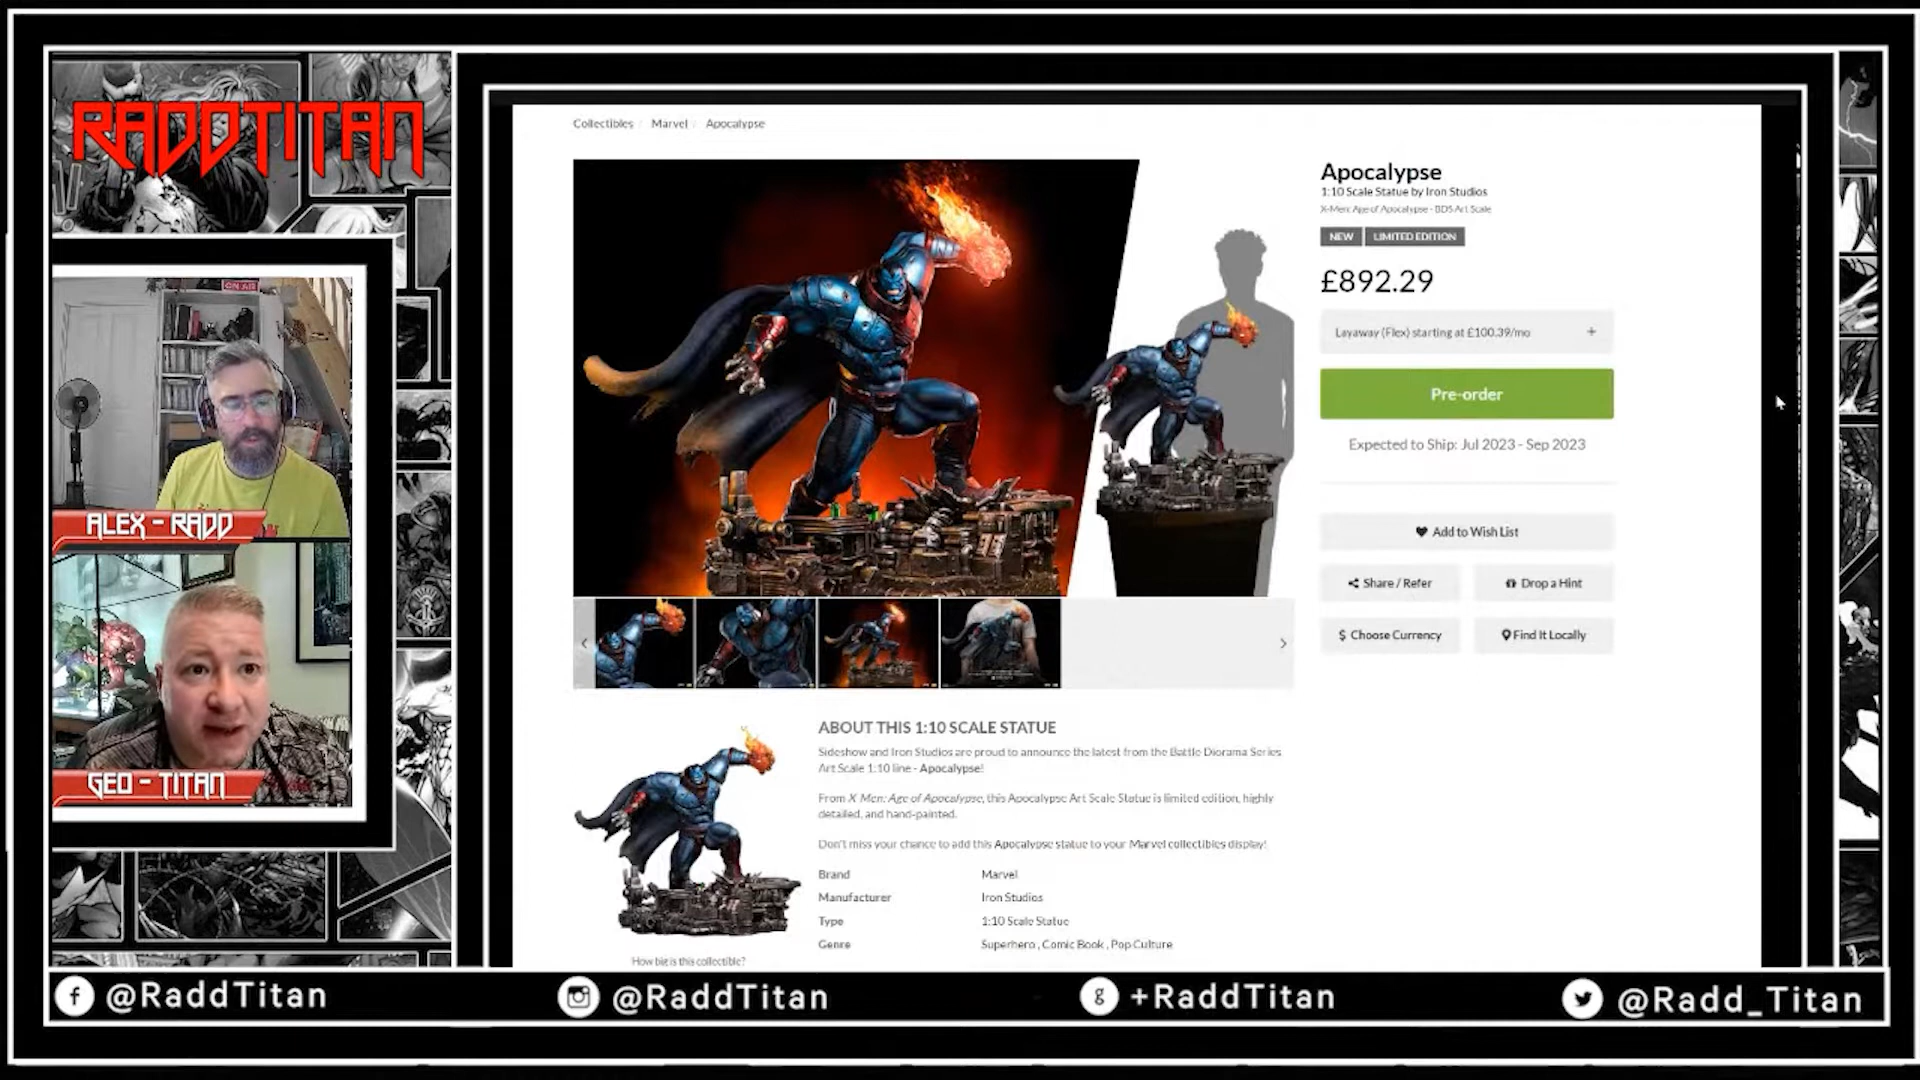 RADDTITAN
ON AIR
ALEX - RADD
GEO - TITAN
Collectibles / Marvel / Apocalypse
Apocalypse
1:10 Scale Statue by Iron Studios
X-Men: Age of Apocalypse - BDS Art Scale
NEW LIMITED EDITION
£892.29
Layaway (Flex) starting at £100.39/mo +
Pre-order
Expected to Ship: Jul 2023 - Sep 2023
Add to Wish List
Share / Refer
Drop a Hint
$ Choose Currency
Find It Locally
ABOUT THIS 1:10 SCALE STATUE
Sideshow and Iron Studios are proud to announce the latest from the Battle Diorama Series
Art Scale 1:10 line - Apocalypse!
From X Men: Age of Apocalypse, this Apocalypse Art Scale Statue is limited edition, highly
detailed, and hand-painted.
Don't miss your chance to add this Apocalypse statue to your Marvel collectibles display!
Brand Marvel
Manufacturer Iron Studios
Type 1:10 Scale Statue
Genre Superhero , Comic Book , Pop Culture
How big is this collectible?
f @RaddTitan
@RaddTitan
g +RaddTitan
@Radd_Titan